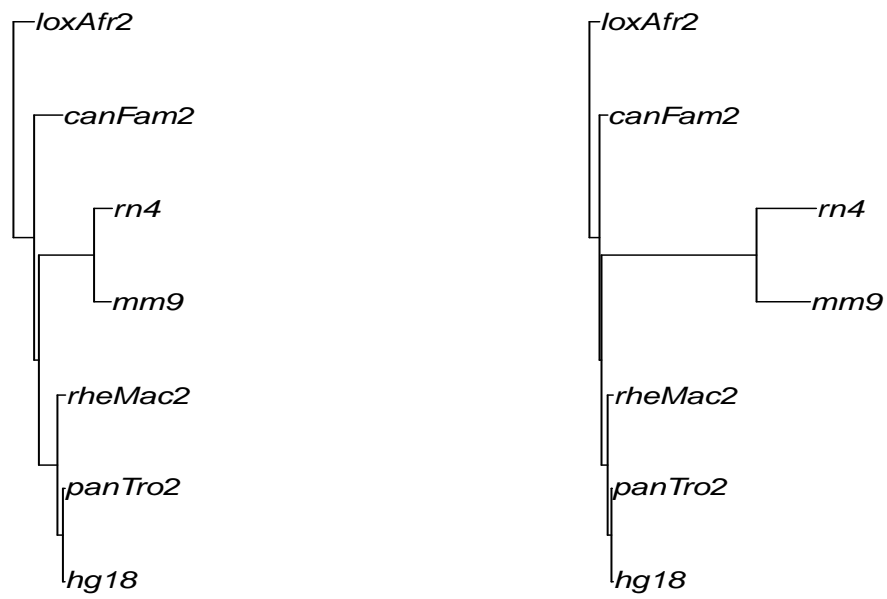 loxAfr2
canFam2
rn4
mm9
rheMac2
panTro2
hg18
loxAfr2
canFam2
rn4
mm9
rheMac2
panTro2
hg18